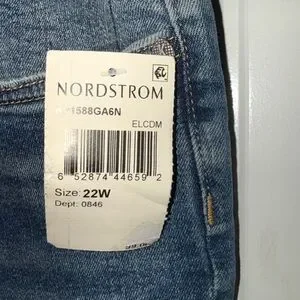 NORDSTROM
1588GA6N
ELCDM
6 52874 44659 2
Size: 22W
Dept: 0846